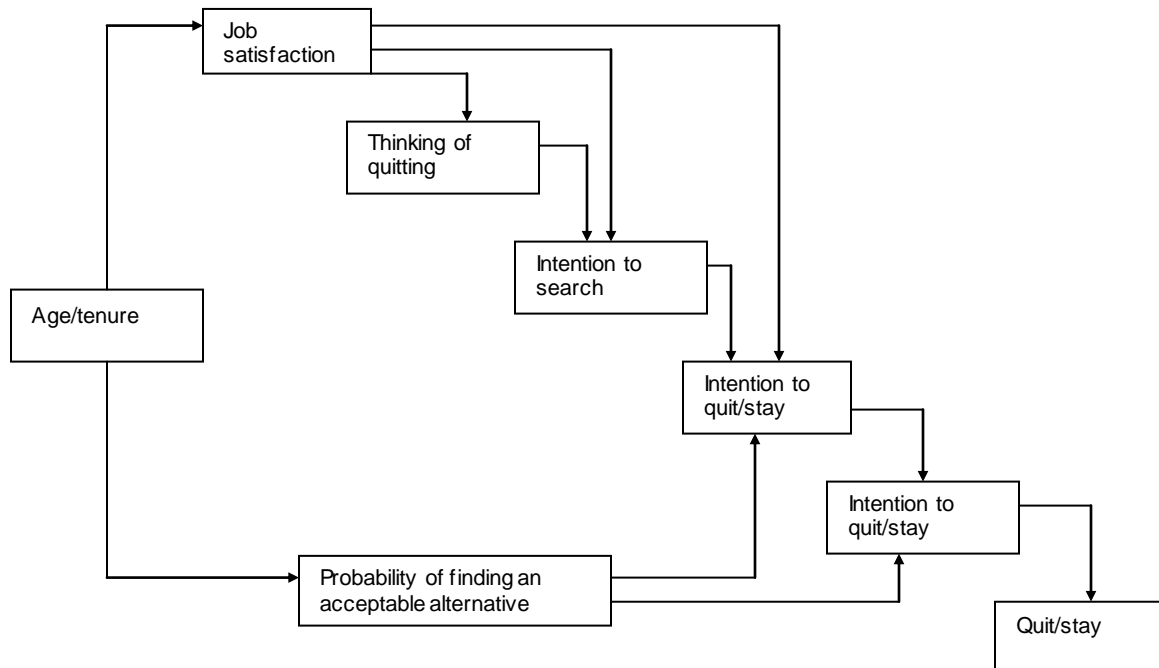 Job
satisfaction
Thinking of
quitting
Intention to
search
Age/tenure
Intention to
quit/stay
Intention to
quit/stay
Probability of finding an
acceptable alternative
Quit/stay